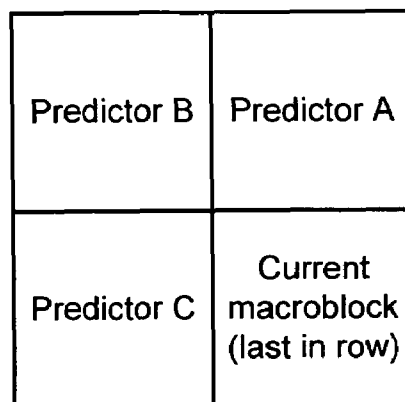 Predictor B
Predictor A
Predictor C
Current
macroblock
(last in row)